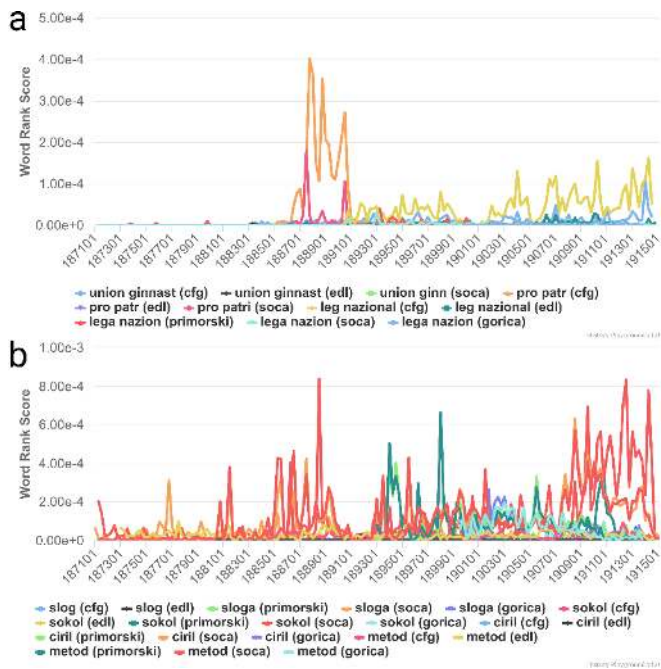 a
5.00e-4
4.00e-4
3.00e-4
2.00e-4
1.00e-4
0.00e+0
Word Rank Score
187101 187301 187501 187701 187901 188101 188301 188501 188701 188901 189101 189301 189501 189701 189901 190101 190301 190501 190701 190901 191101 191301 191501
union ginnast (cfg) union ginnast (edl) union ginn (soca) pro patr (cfg)
pro patr (edl) pro patri (soca) leg nazional (cfg) leg nazional (edl)
lega nazion (primorski) lega nazion (soca) lega nazion (gorica)
b
1.00e-3
8.00e-4
6.00e-4
4.00e-4
2.00e-4
0.00e+0
Word Rank Score
187101 187301 187501 187701 187901 188101 188301 188501 188701 188901 189101 189301 189501 189701 189901 190101 190301 190501 190701 190901 191101 191301 191501
slog (cfg) slog (edl) sloga (primorski) sloga (soca) sloga (gorica) sokol (cfg)
sokol (edl) sokol (primorski) sokol (soca) sokol (gorica) ciril (cfg) ciril (edl)
ciril (primorski) ciril (soca) ciril (gorica) metod (cfg) metod (edl)
metod (primorski) metod (soca) metod (gorica)